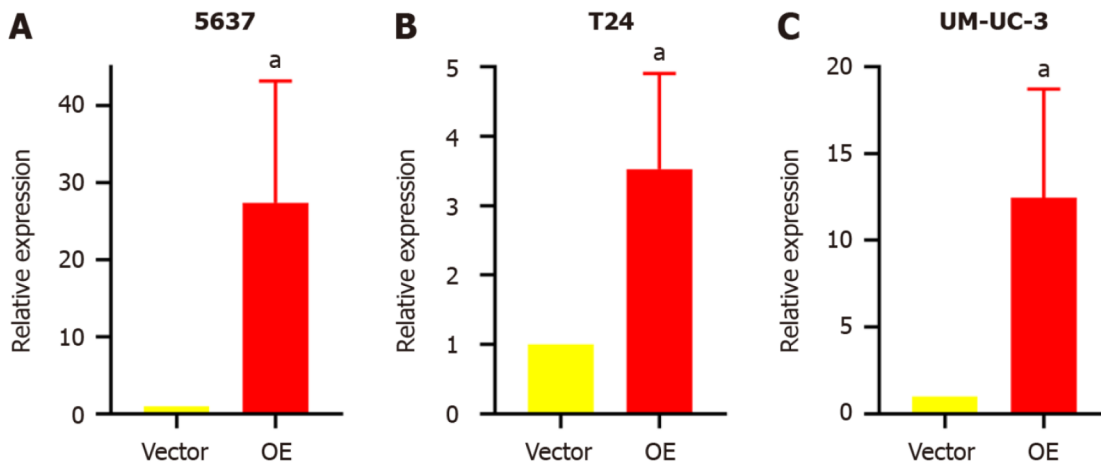 A
5637
a
Relative expression
40
30
20
10
0
Vector
OE
B
T24
a
Relative expression
5
4
3
2
1
0
Vector
OE
C
UM-UC-3
a
Relative expression
20
15
10
5
0
Vector
OE